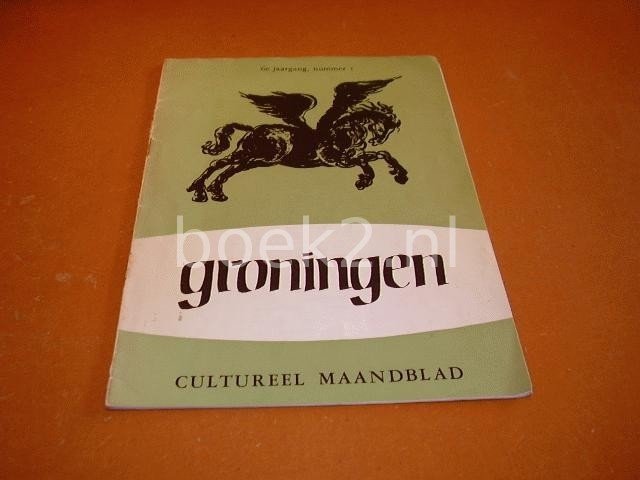 6e jaargang, nummer 1
boek2.nl
groningen
CULTUREEL MAANDBLAD